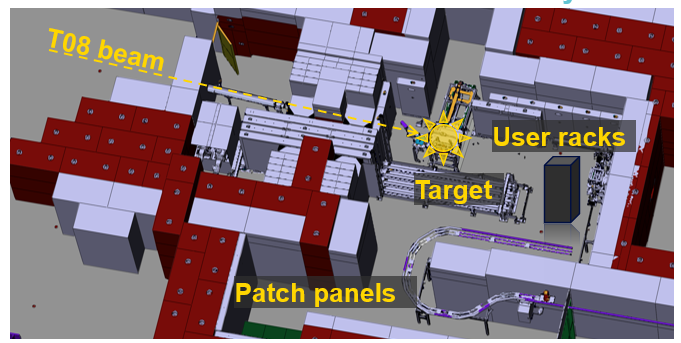 T08 beam
User racks
Target
Patch panels